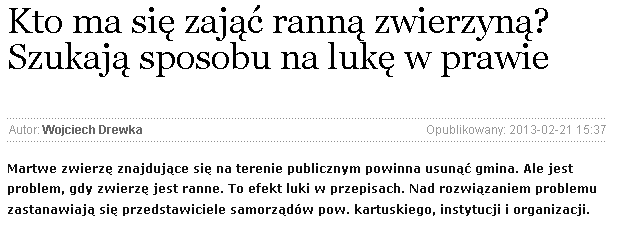 Kto ma się zająć ranną zwierzyną?
Szukają sposobu na lukę w prawie
Autor: Wojciech Drewka Opublikowany: 2013-02-21 15:37
Martwe zwierzę znajdujące się na terenie publicznym powinna usunąć gmina. Ale jest
problem, gdy zwierzę jest ranne. To efekt luki w przepisach. Nad rozwiązaniem problemu
zastanawiają się przedstawiciele samorządów pow. kartuskiego, instytucji i organizacji.